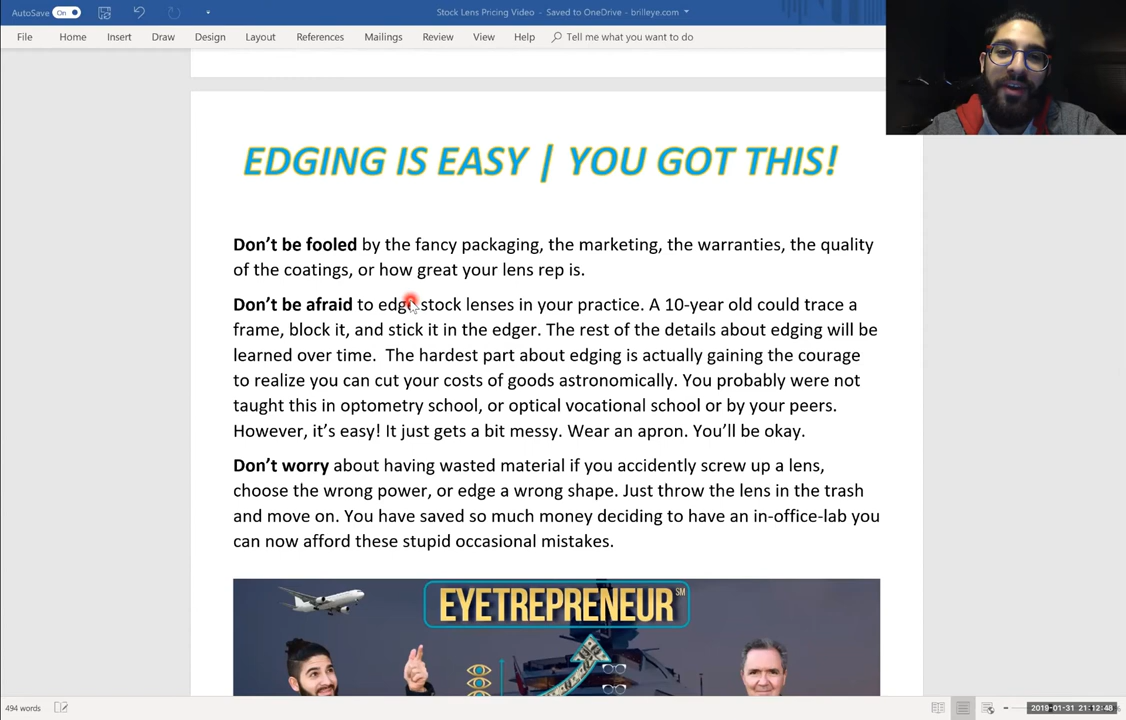 AutoSave On Stock Lens Pricing Video - Saved to OneDrive - brilleye.com
File Home Insert Draw Design Layout References Mailings Review View Help Tell me what you want to do
EDGING IS EASY | YOU GOT THIS!
Don't be fooled by the fancy packaging, the marketing, the warranties, the quality
of the coatings, or how great your lens rep is.
Don't be afraid to edge stock lenses in your practice. A 10-year old could trace a
frame, block it, and stick it in the edger. The rest of the details about edging will be
learned over time. The hardest part about edging is actually gaining the courage
to realize you can cut your costs of goods astronomically. You probably were not
taught this in optometry school, or optical vocational school or by your peers.
However, it's easy! It just gets a bit messy. Wear an apron. You'll be okay.
Don't worry about having wasted material if you accidently screw up a lens,
choose the wrong power, or edge a wrong shape. Just throw the lens in the trash
and move on. You have saved so much money deciding to have an in-office-lab you
can now afford these stupid occasional mistakes.
EYETREPRENEUR SM
494 words
2019-01-31 21:12:48